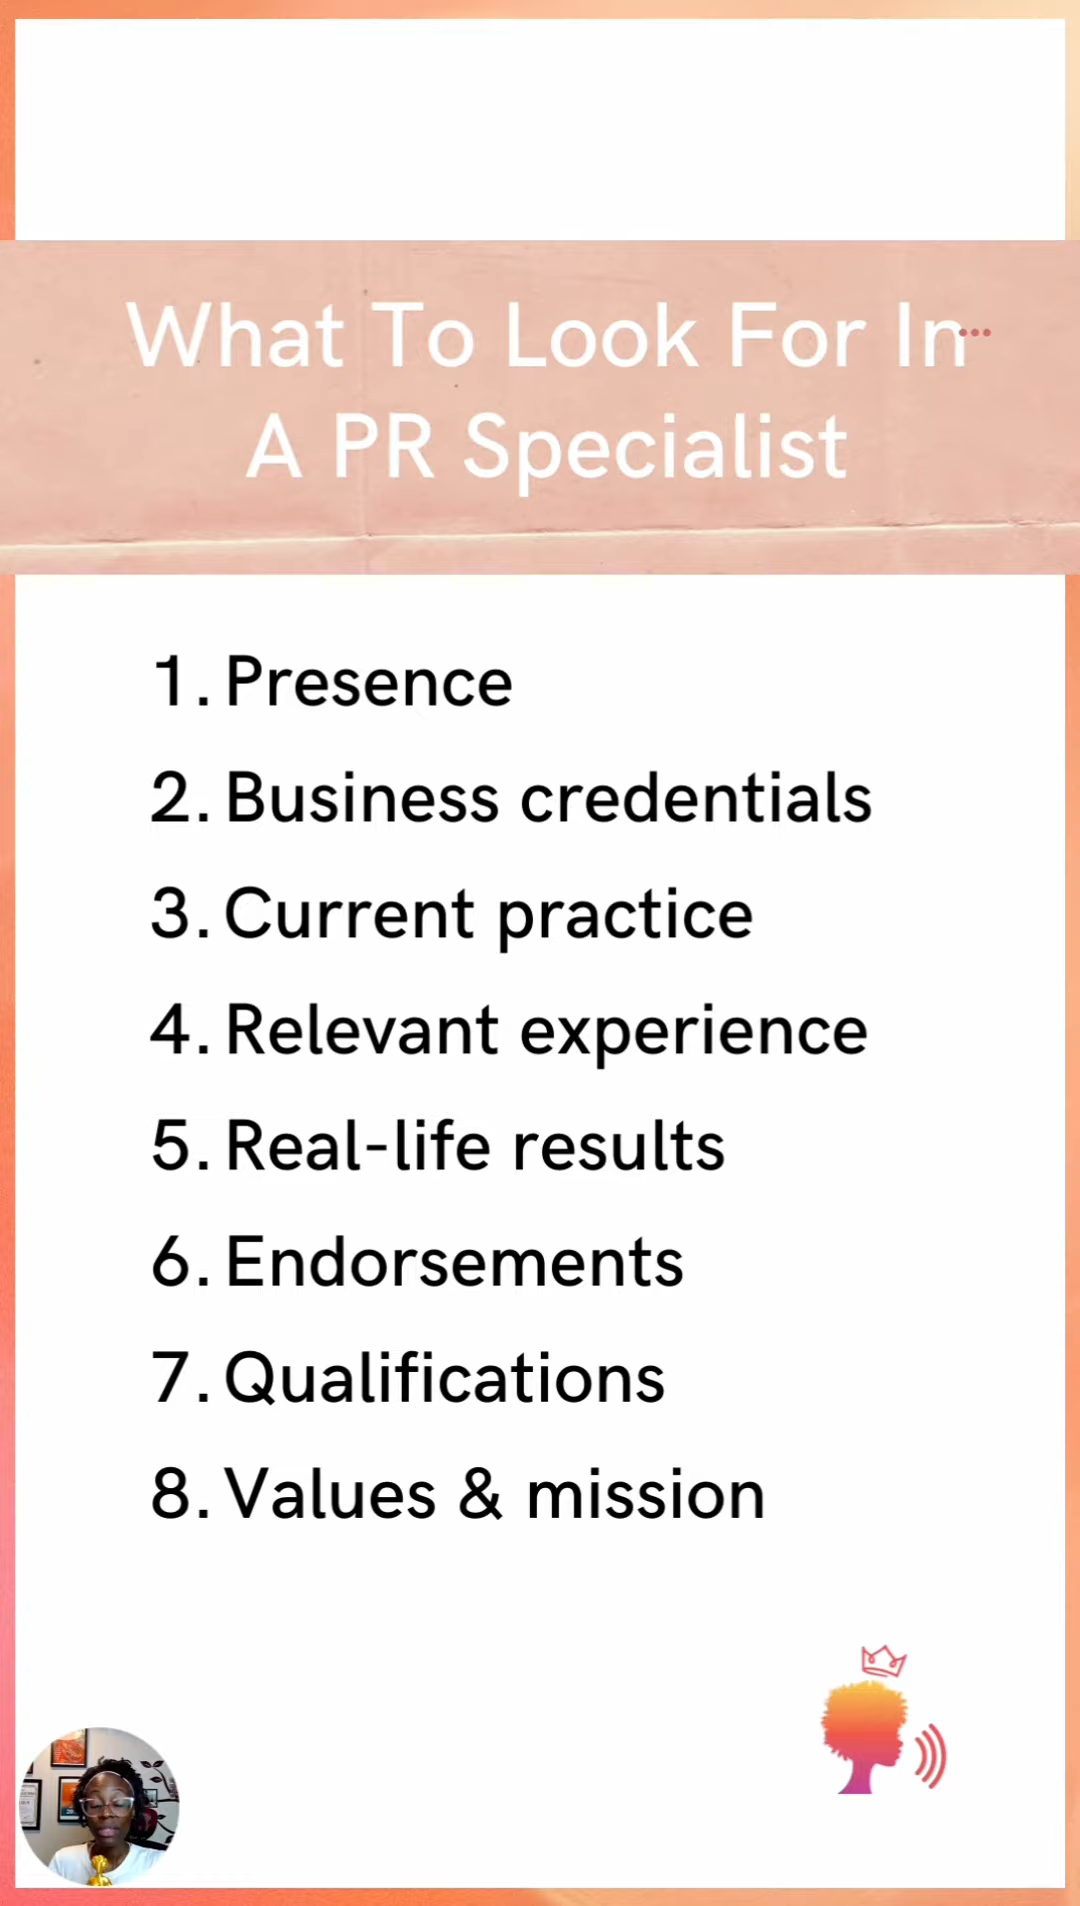 What To Look For In
A PR Specialist
1. Presence
2. Business credentials
3. Current practice
4. Relevant experience
5. Real-life results
6. Endorsements
7. Qualifications
8. Values & mission